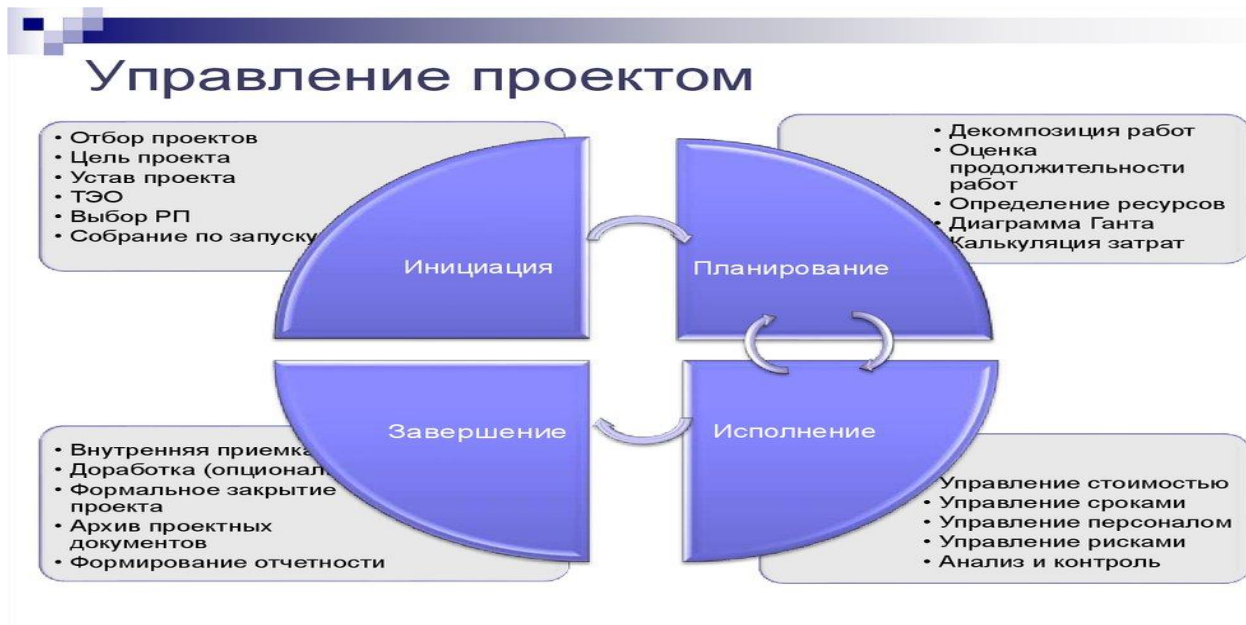 Управление проектом
• Отбор проектов
• Цель проекта
• Устав проекта
• ТЭО
• Выбор РП
• Собрание по запуску
• Декомпозиция работ
• Оценка
продолжительности
работ
• Определение ресурсов
• Диаграмма Ганта
Калькуляция затрат
Инициация
Планирование
Завершение
Исполнение
• Внутренняя приемка
• Доработка (опционал
• Формальное закрытие
проекта
• Архив проектных
документов
• Формирование отчетности
Управление стоимостью
• Управление сроками
• Управление персоналом
• Управление рисками
• Анализ и контроль